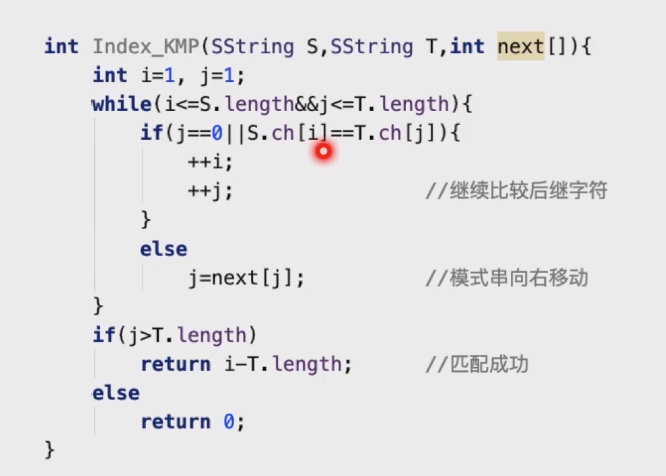 int Index_KMP(SString S,SString T,int next[]){
    int i=1, j=1;
    while(i<=S.length&&j<=T.length){
        if(j==0||S.ch[i]==T.ch[j]){
            ++i;
            ++j;                //继续比较后继字符
        }
        else
            j=next[j];          //模式串向右移动
    }
    if(j>T.length)
        return i-T.length;      //匹配成功
    else
        return 0;
}